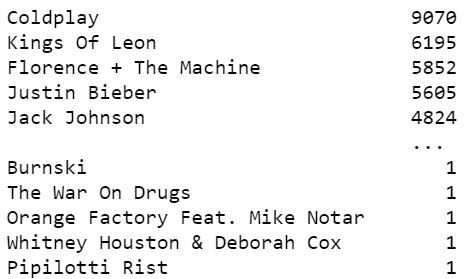 Coldplay 9070
Kings Of Leon 6195
Florence + The Machine 5852
Justin Bieber 5605
Jack Johnson 4824
...
Burnski 1
The War On Drugs 1
Orange Factory Feat. Mike Notar 1
Whitney Houston & Deborah Cox 1
Pipilotti Rist 1